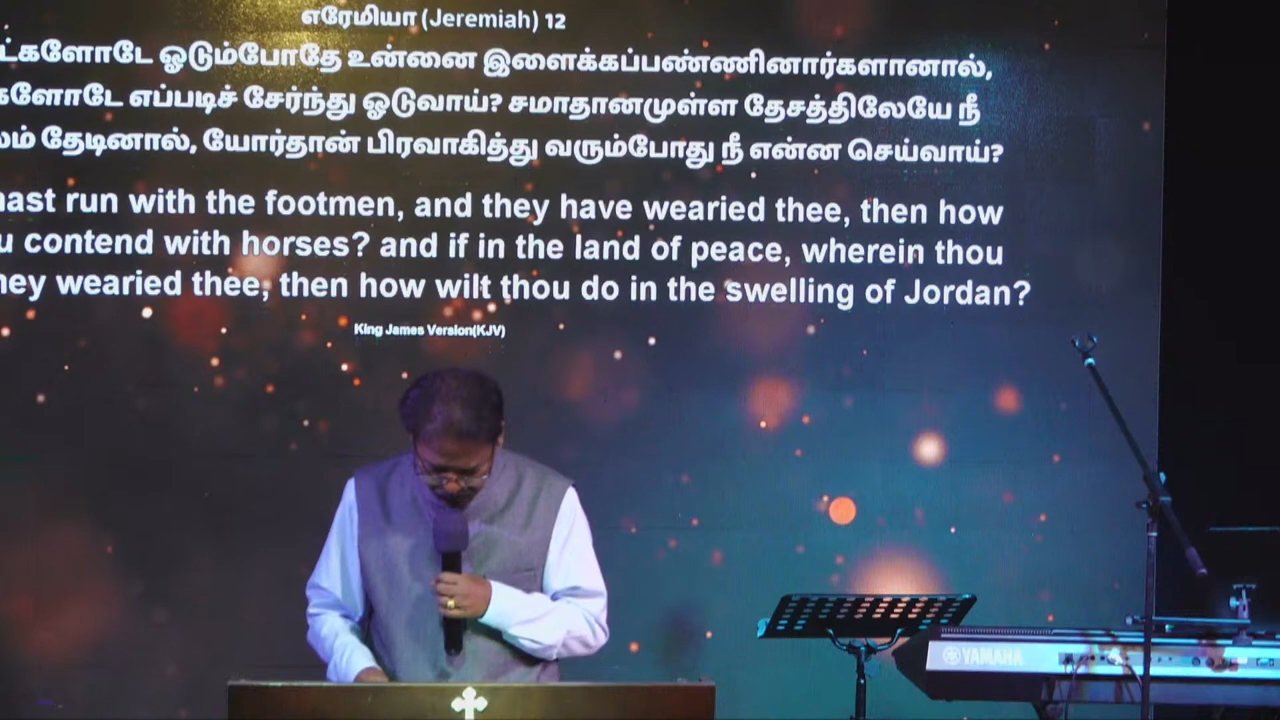 எரேமியா (Jeremiah) 12
ஓடும்போதே உன்னை இளைக்கப்பண்ணினார்களானால்,
எப்படிச் சேர்ந்து ஓடுவாய்? சமாதானமுள்ள தேசத்திலேயே நீ
தேடினால், யோர்தான் பிரவாகித்து வரும்போது நீ என்ன செய்வாய்?
hast run with the footmen, and they have wearied thee, then how
contend with horses? and if in the land of peace, wherein thou
wearied thee, then how wilt thou do in the swelling of Jordan?
King James Version(KJV)
YAMAHA